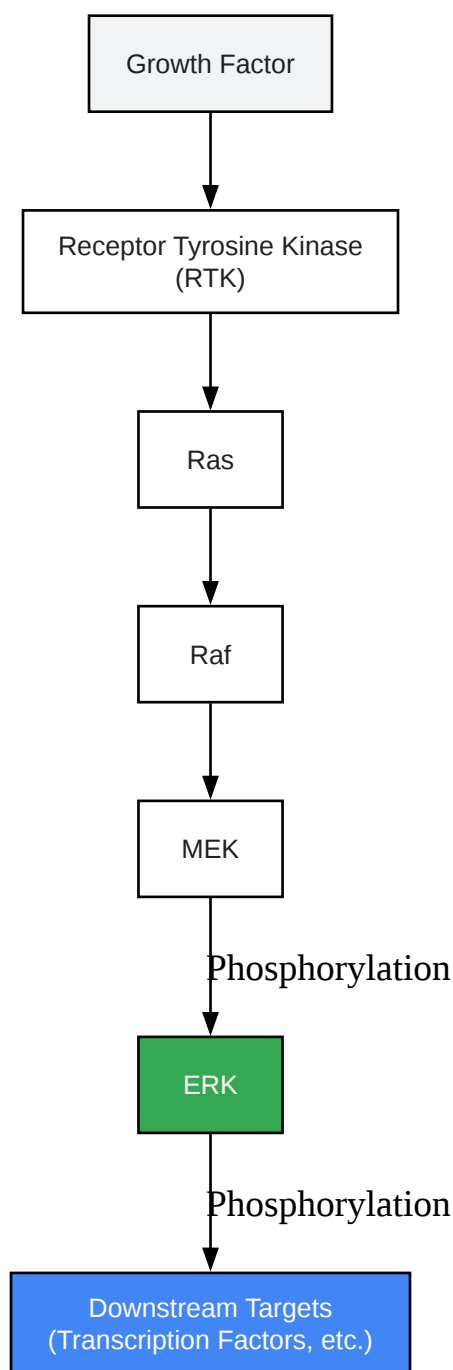 Growth Factor
Receptor Tyrosine Kinase
(RTK)
Ras
Raf
MEK
Phosphorylation
ERK
Phosphorylation
Downstream Targets
(Transcription Factors, etc.)